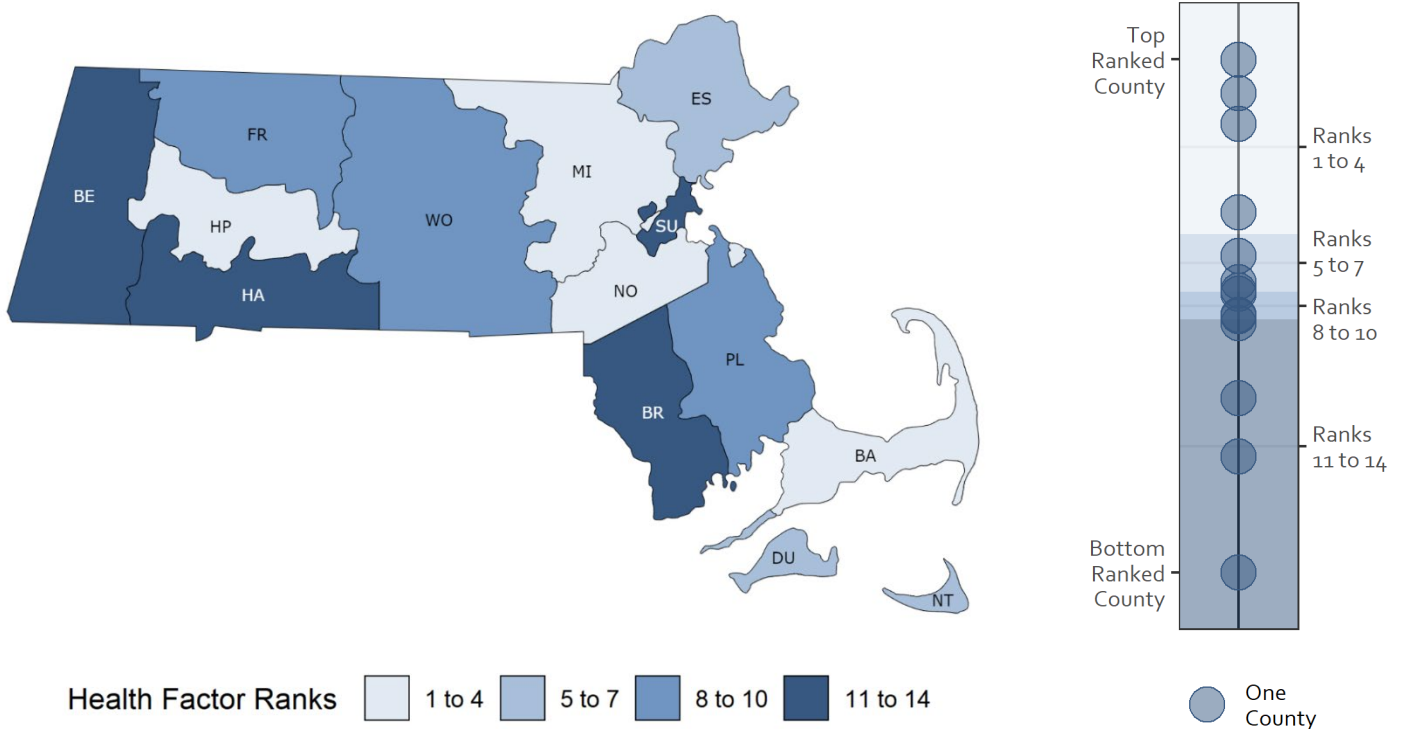 ES
FR
MI
BE
HP
WO
SU
NO
HA
PL
BR
BA
DU
NT
Health Factor Ranks
1 to 4
5 to 7
8 to 10
11 to 14
Top
Ranked
County
Ranks
1 to 4
Ranks
5 to 7
Ranks
8 to 10
Ranks
11 to 14
Bottom
Ranked
County
One
County